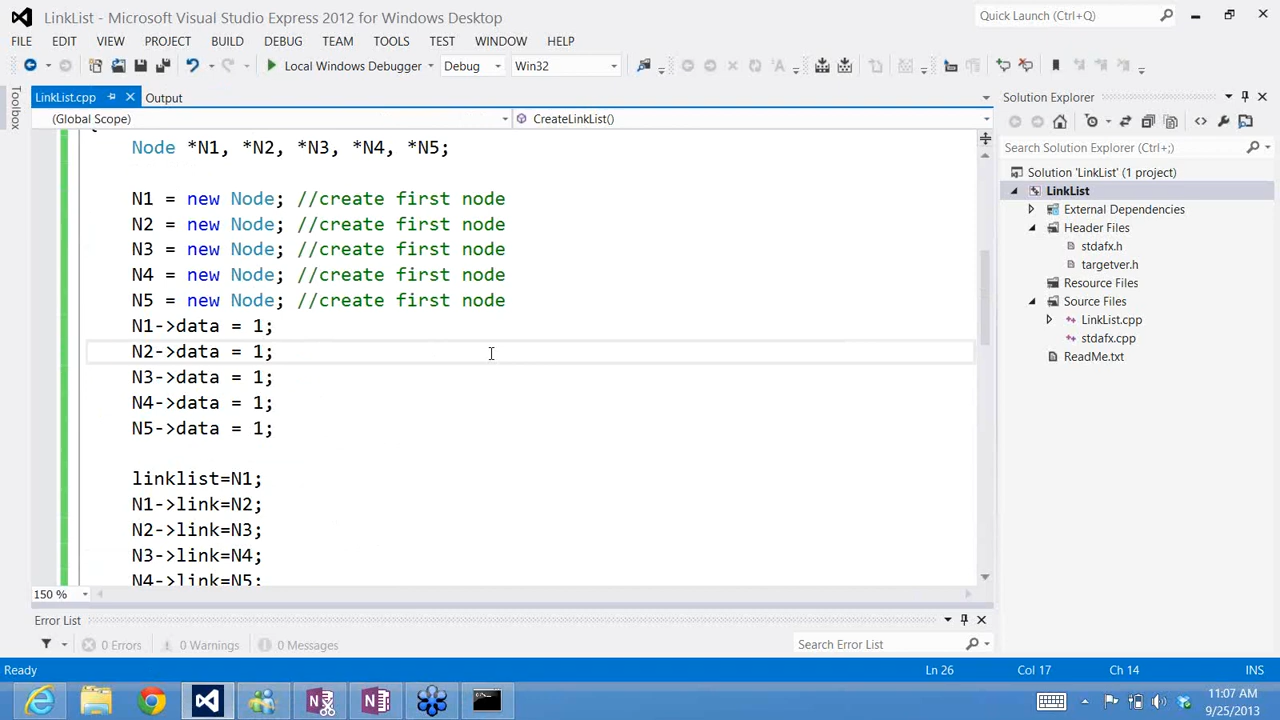 LinkList - Microsoft Visual Studio Express 2012 for Windows Desktop
Quick Launch (Ctrl+Q)
FILE EDIT VIEW PROJECT BUILD DEBUG TEAM TOOLS TEST WINDOW HELP
Local Windows Debugger Debug Win32
Toolbox
LinkList.cpp Output
(Global Scope) CreateLinkList()
Node *N1, *N2, *N3, *N4, *N5;
N1 = new Node; //create first node
N2 = new Node; //create first node
N3 = new Node; //create first node
N4 = new Node; //create first node
N5 = new Node; //create first node
N1->data = 1;
N2->data = 1;
N3->data = 1;
N4->data = 1;
N5->data = 1;
linklist=N1;
N1->link=N2;
N2->link=N3;
N3->link=N4;
N4->link=N5;
150 %
Solution Explorer
Search Solution Explorer (Ctrl+;)
Solution 'LinkList' (1 project)
LinkList
External Dependencies
Header Files
stdafx.h
targetver.h
Resource Files
Source Files
LinkList.cpp
stdafx.cpp
ReadMe.txt
Error List
0 Errors 0 Warnings 0 Messages
Search Error List
Ready Ln 26 Col 17 Ch 14 INS
11:07 AM
9/25/2013